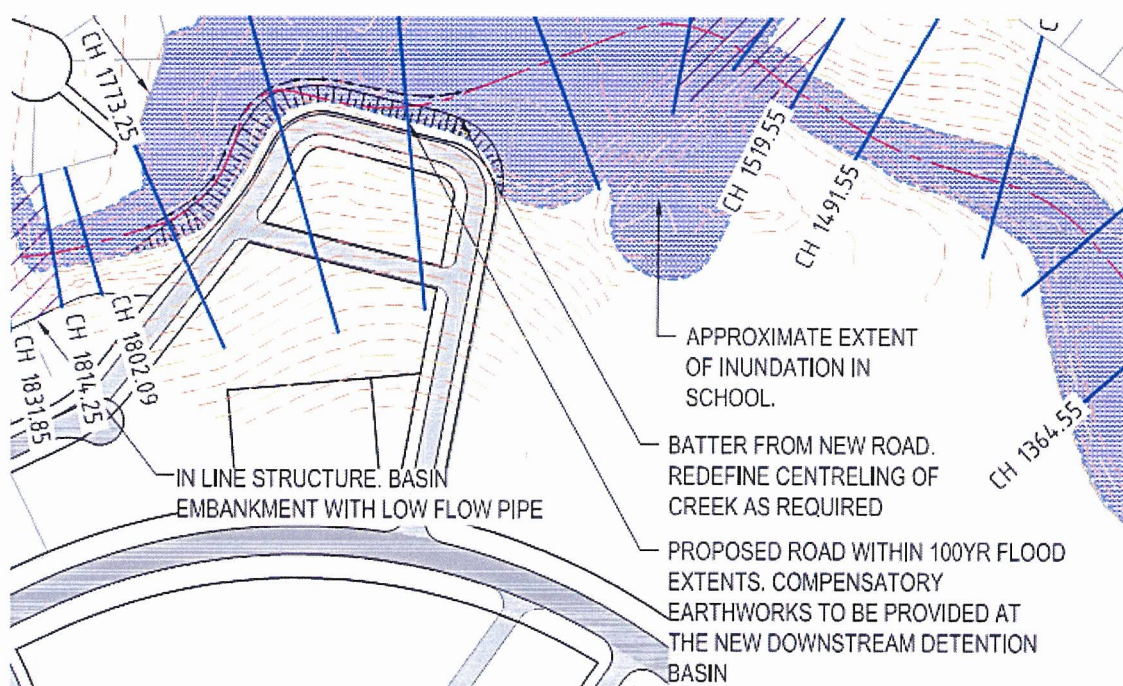 CH 1773.25
CH 1519.55
CH 1491.55
CH 1364.55
CH 1802.09
CH 1814.25
CH 1831.85
APPROXIMATE EXTENT
OF INUNDATION IN
SCHOOL.
BATTER FROM NEW ROAD.
REDEFINE CENTRELING OF
CREEK AS REQUIRED
IN LINE STRUCTURE. BASIN
EMBANKMENT WITH LOW FLOW PIPE
PROPOSED ROAD WITHIN 100YR FLOOD
EXTENTS. COMPENSATORY
EARTHWORKS TO BE PROVIDED AT
THE NEW DOWNSTREAM DETENTION
BASIN